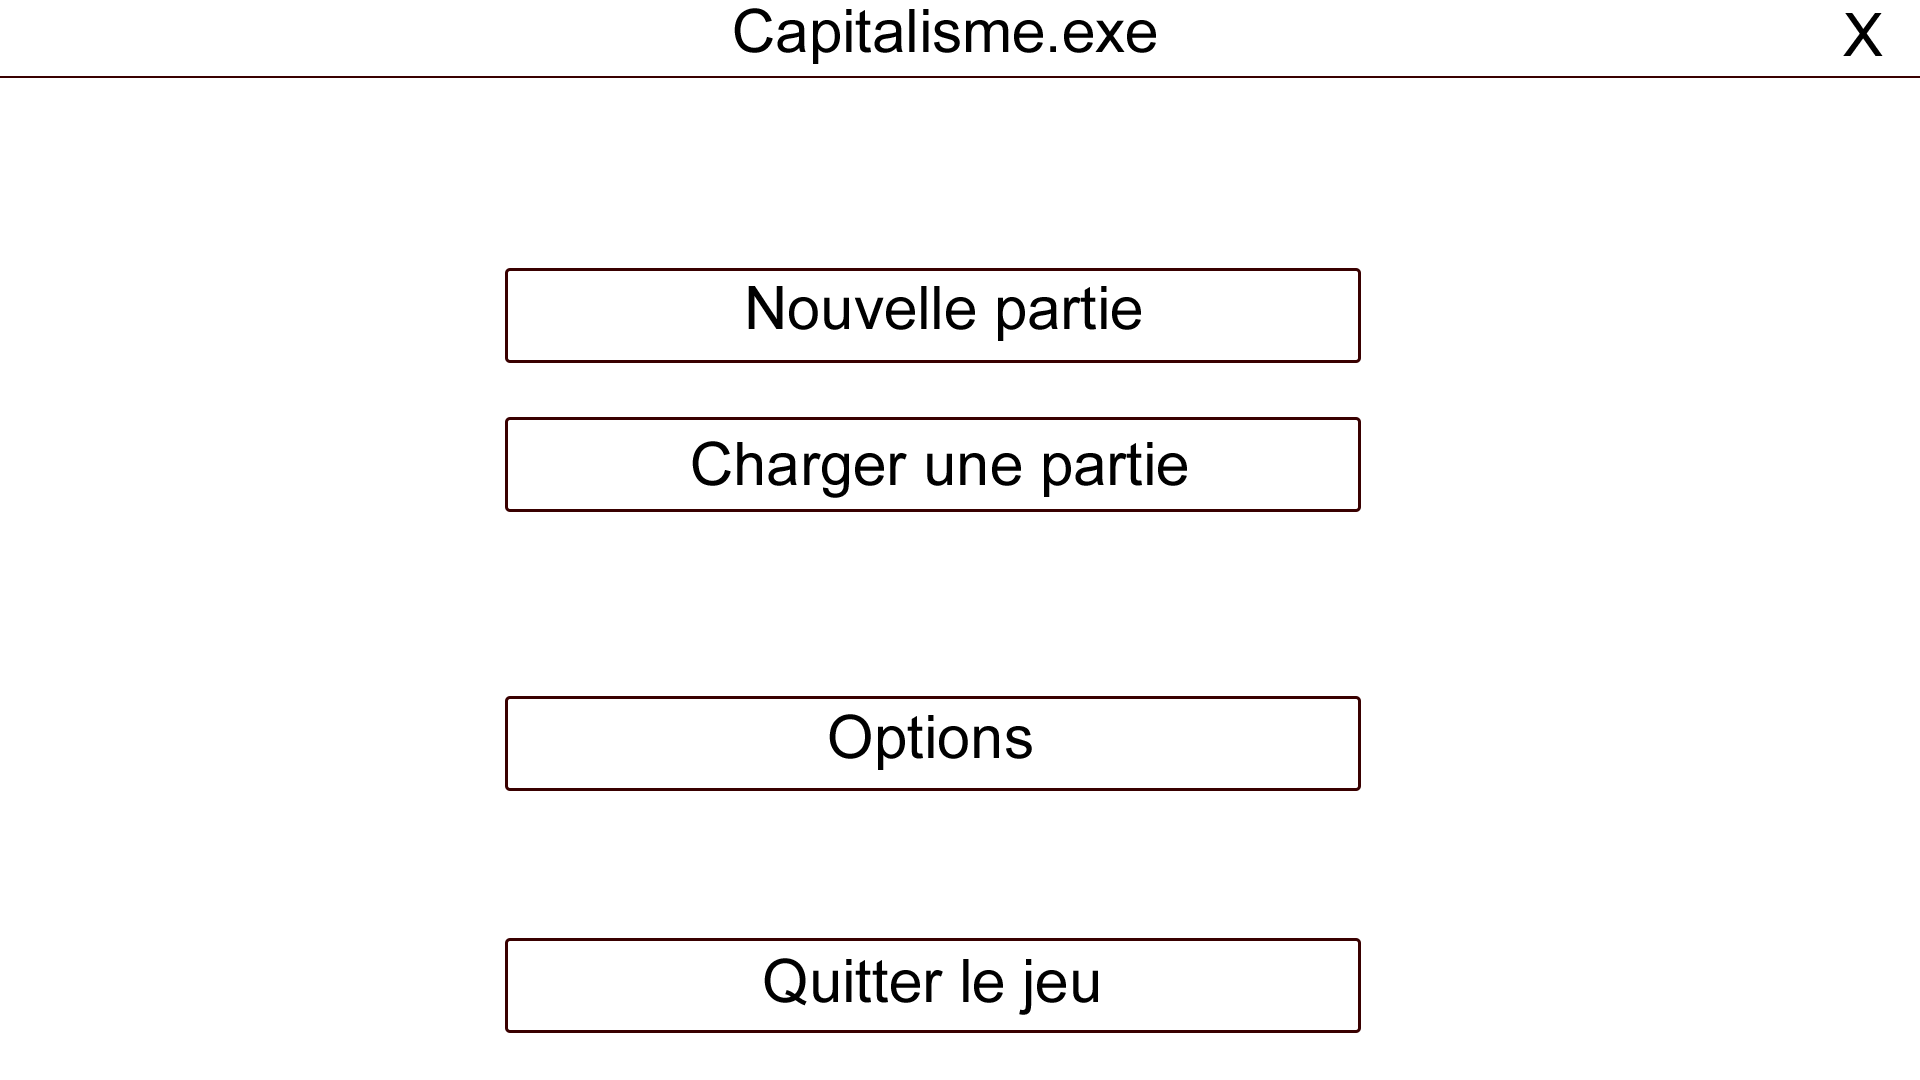 Capitalisme.exe
X
Nouvelle partie
Charger une partie
Options
Quitter le jeu